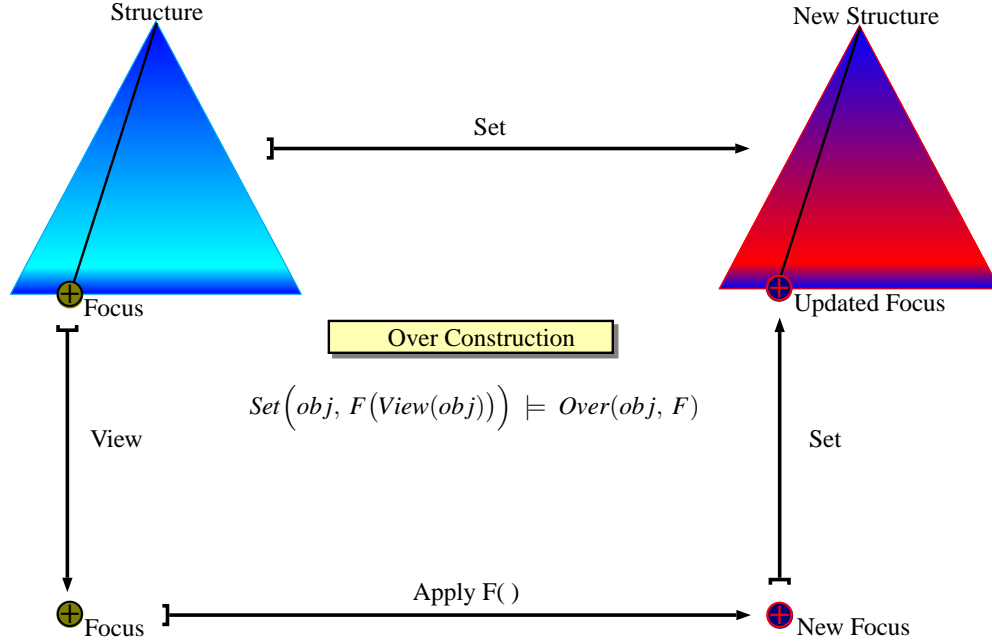 Structure
New Structure
Set
Focus
Updated Focus
Over Construction
Set(obj, F(View(obj))) ⊨ Over(obj, F)
View
Set
Apply F( )
Focus
New Focus